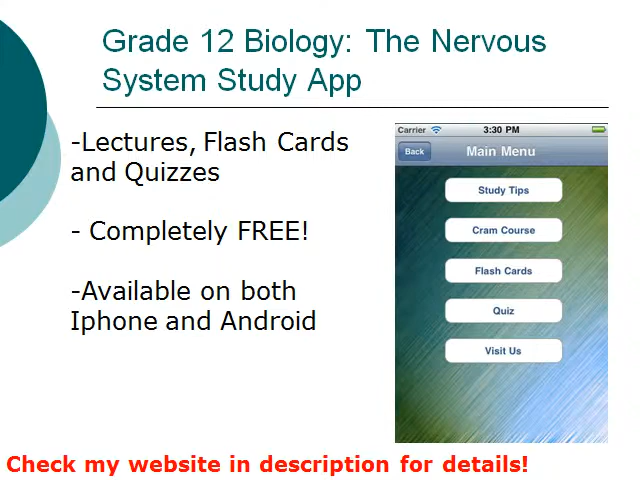 Grade 12 Biology: The Nervous
System Study App
-Lectures, Flash Cards
and Quizzes
- Completely FREE!
-Available on both
Iphone and Android
Carrier 3:30 PM
Back Main Menu
Study Tips
Cram Course
Flash Cards
Quiz
Visit Us
Check my website in description for details!